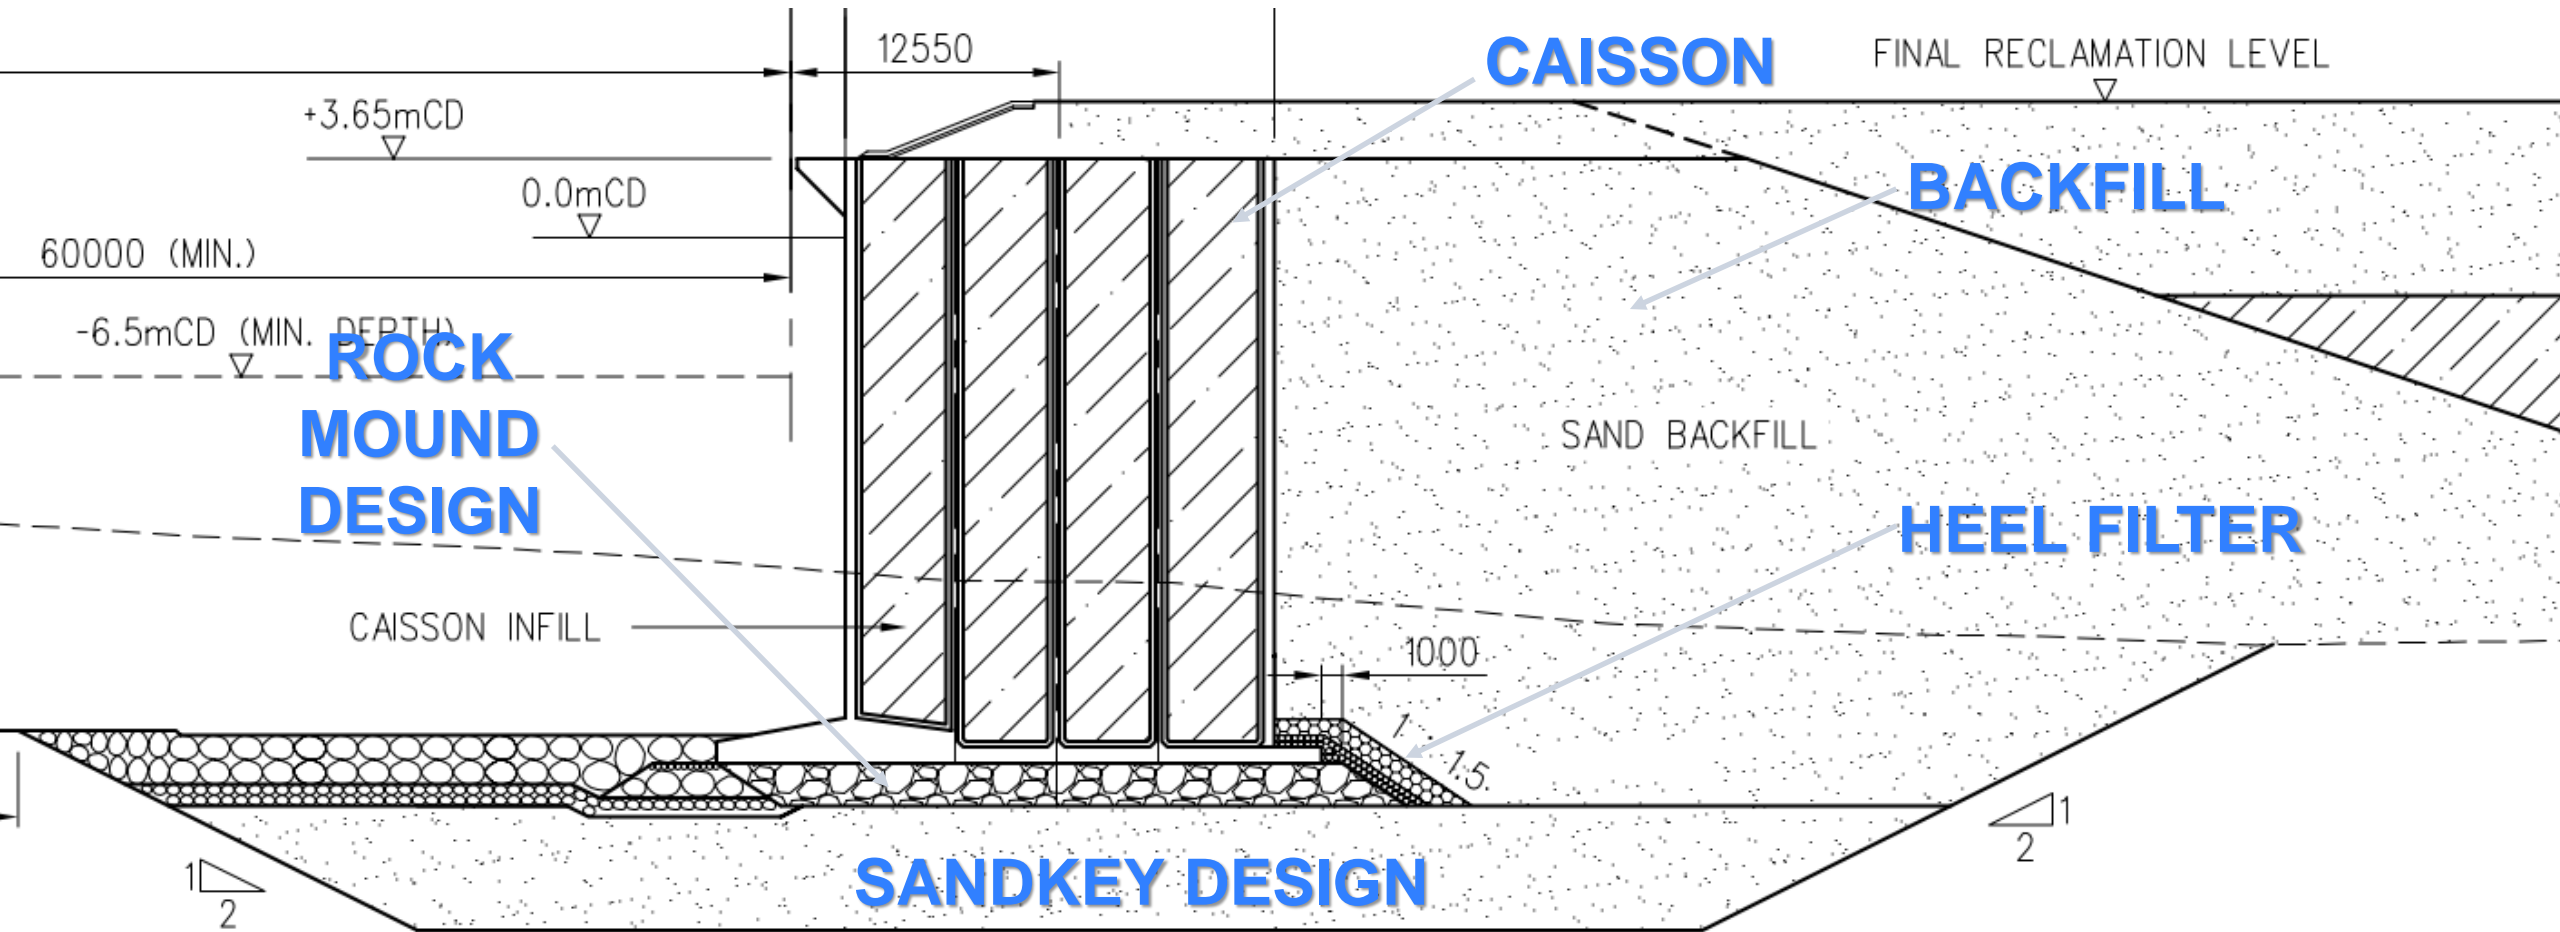 12550
CAISSON
FINAL RECLAMATION LEVEL
+3.65mCD
0.0mCD
BACKFILL
60000 (MIN.)
-6.5mCD (MIN. DEPTH)
ROCK
MOUND
DESIGN
SAND BACKFILL
HEEL FILTER
CAISSON INFILL
1000
1 : 1.5
1
2
1
2
SANDKEY DESIGN